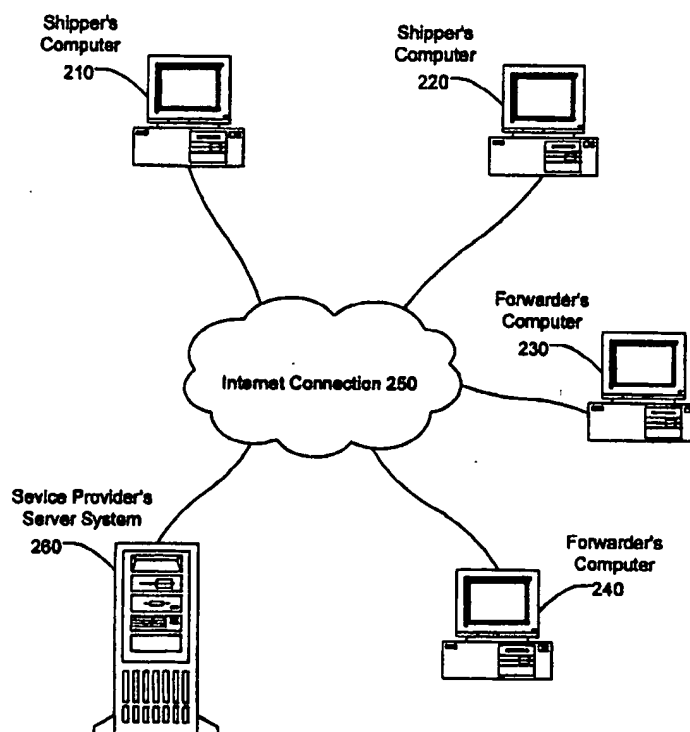 Shipper's
Computer
210
Shipper's
Computer
220
Forwarder's
Computer
230
Internet Connection 250
Sevice Provider's
Server System
260
Forwarder's
Computer
240